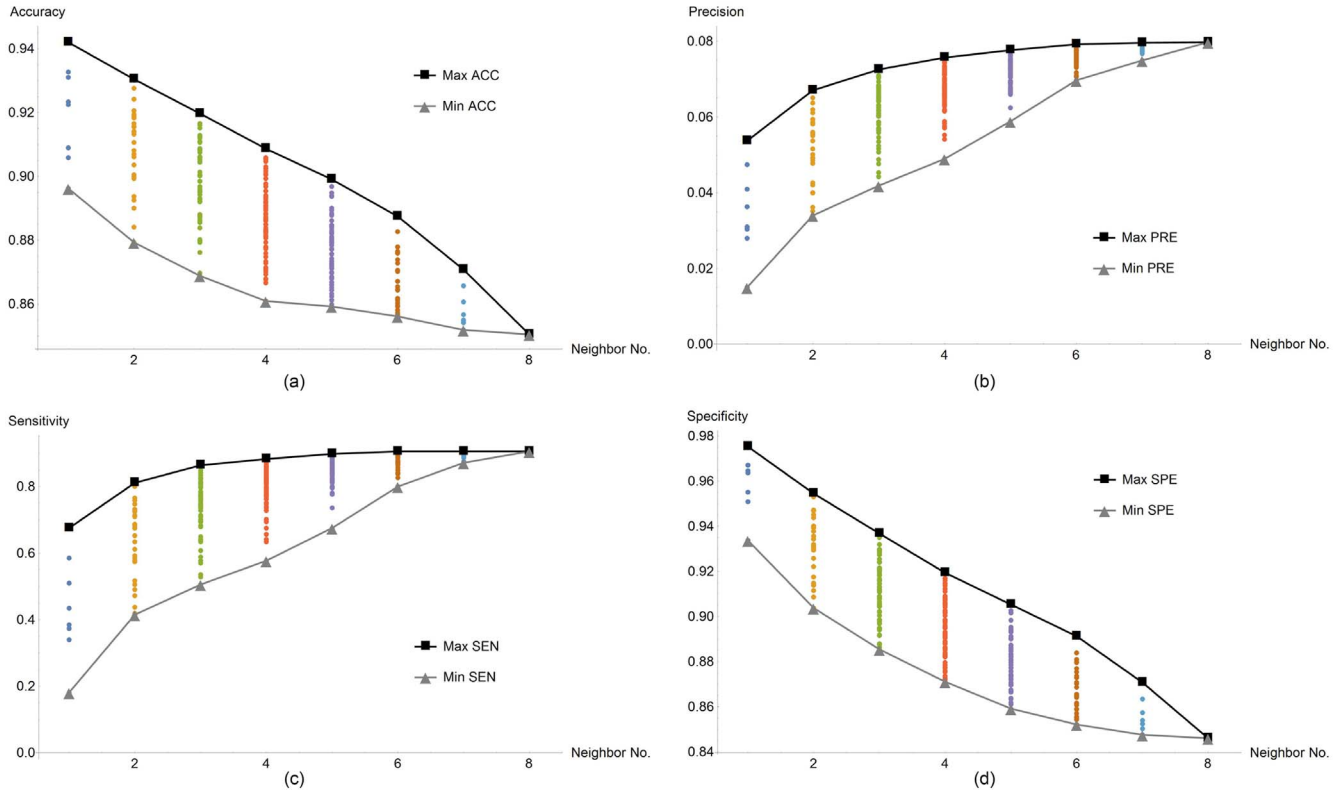 Accuracy
0.94
0.92
0.90
0.88
0.86
Max ACC
Min ACC
2 4 6 8
Neighbor No.
(a)
Precision
0.08
0.06
0.04
0.02
0.00
Max PRE
Min PRE
2 4 6 8
Neighbor No.
(b)
Sensitivity
0.8
0.6
0.4
0.2
0.0
Max SEN
Min SEN
2 4 6 8
Neighbor No.
(c)
Specificity
0.98
0.96
0.94
0.92
0.90
0.88
0.86
0.84
Max SPE
Min SPE
2 4 6 8
Neighbor No.
(d)